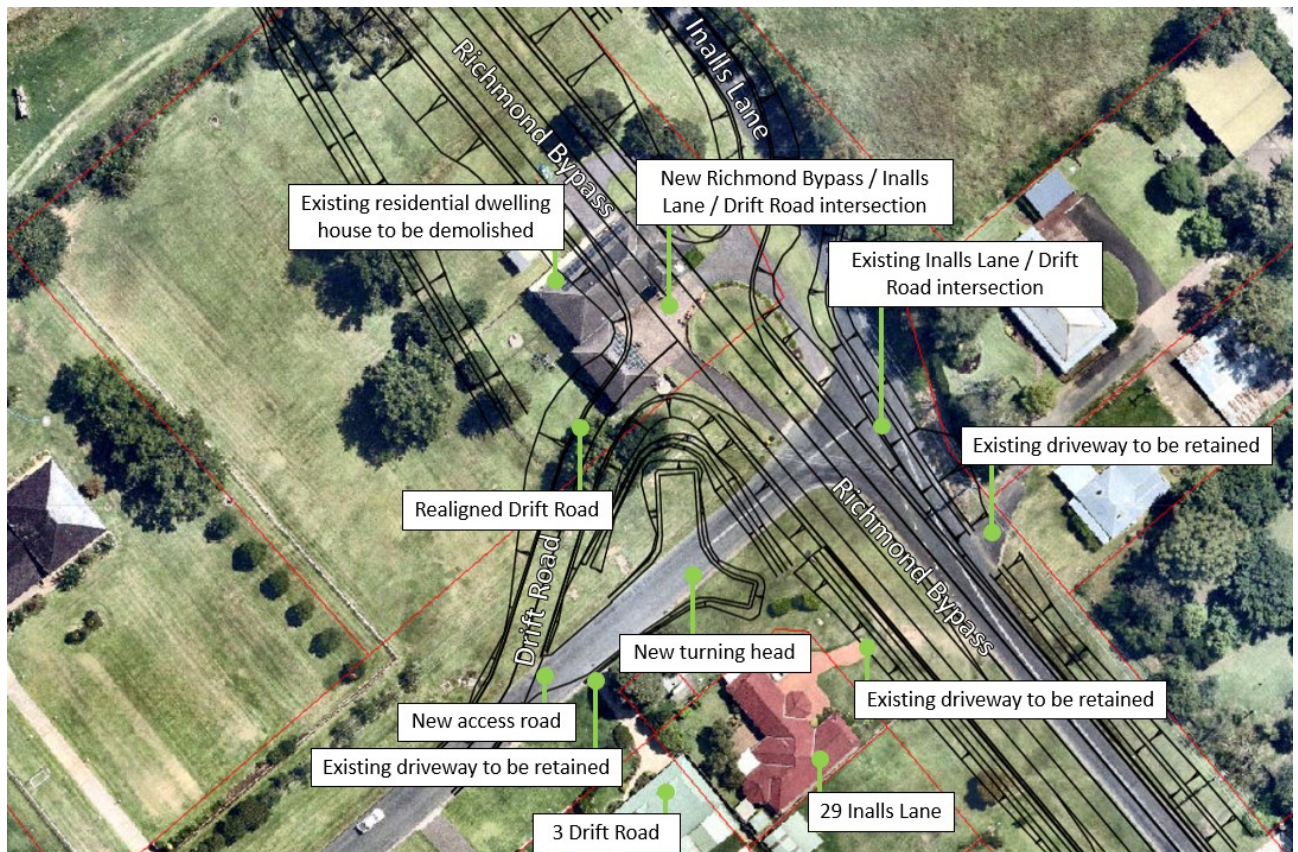 Richmond Bypass
Inalls Lane
Existing residential dwelling
house to be demolished
New Richmond Bypass / Inalls
Lane / Drift Road intersection
Existing Inalls Lane / Drift
Road intersection
Existing driveway to be retained
Realigned Drift Road
Drift Road
Richmond Bypass
New turning head
New access road
Existing driveway to be retained
Existing driveway to be retained
3 Drift Road
29 Inalls Lane